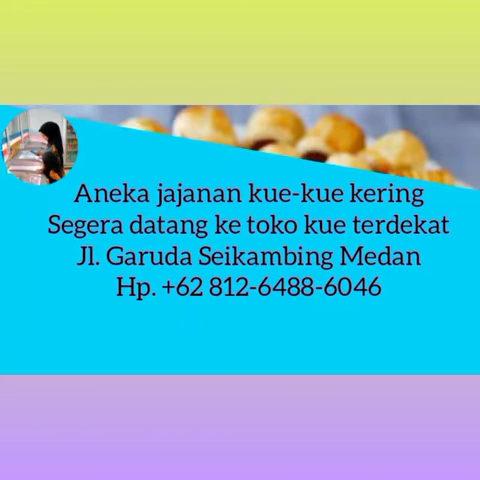 Aneka jajanan kue-kue kering
Segera datang ke toko kue terdekat
Jl. Garuda Seikambing Medan
Hp. +62 812-6488-6046